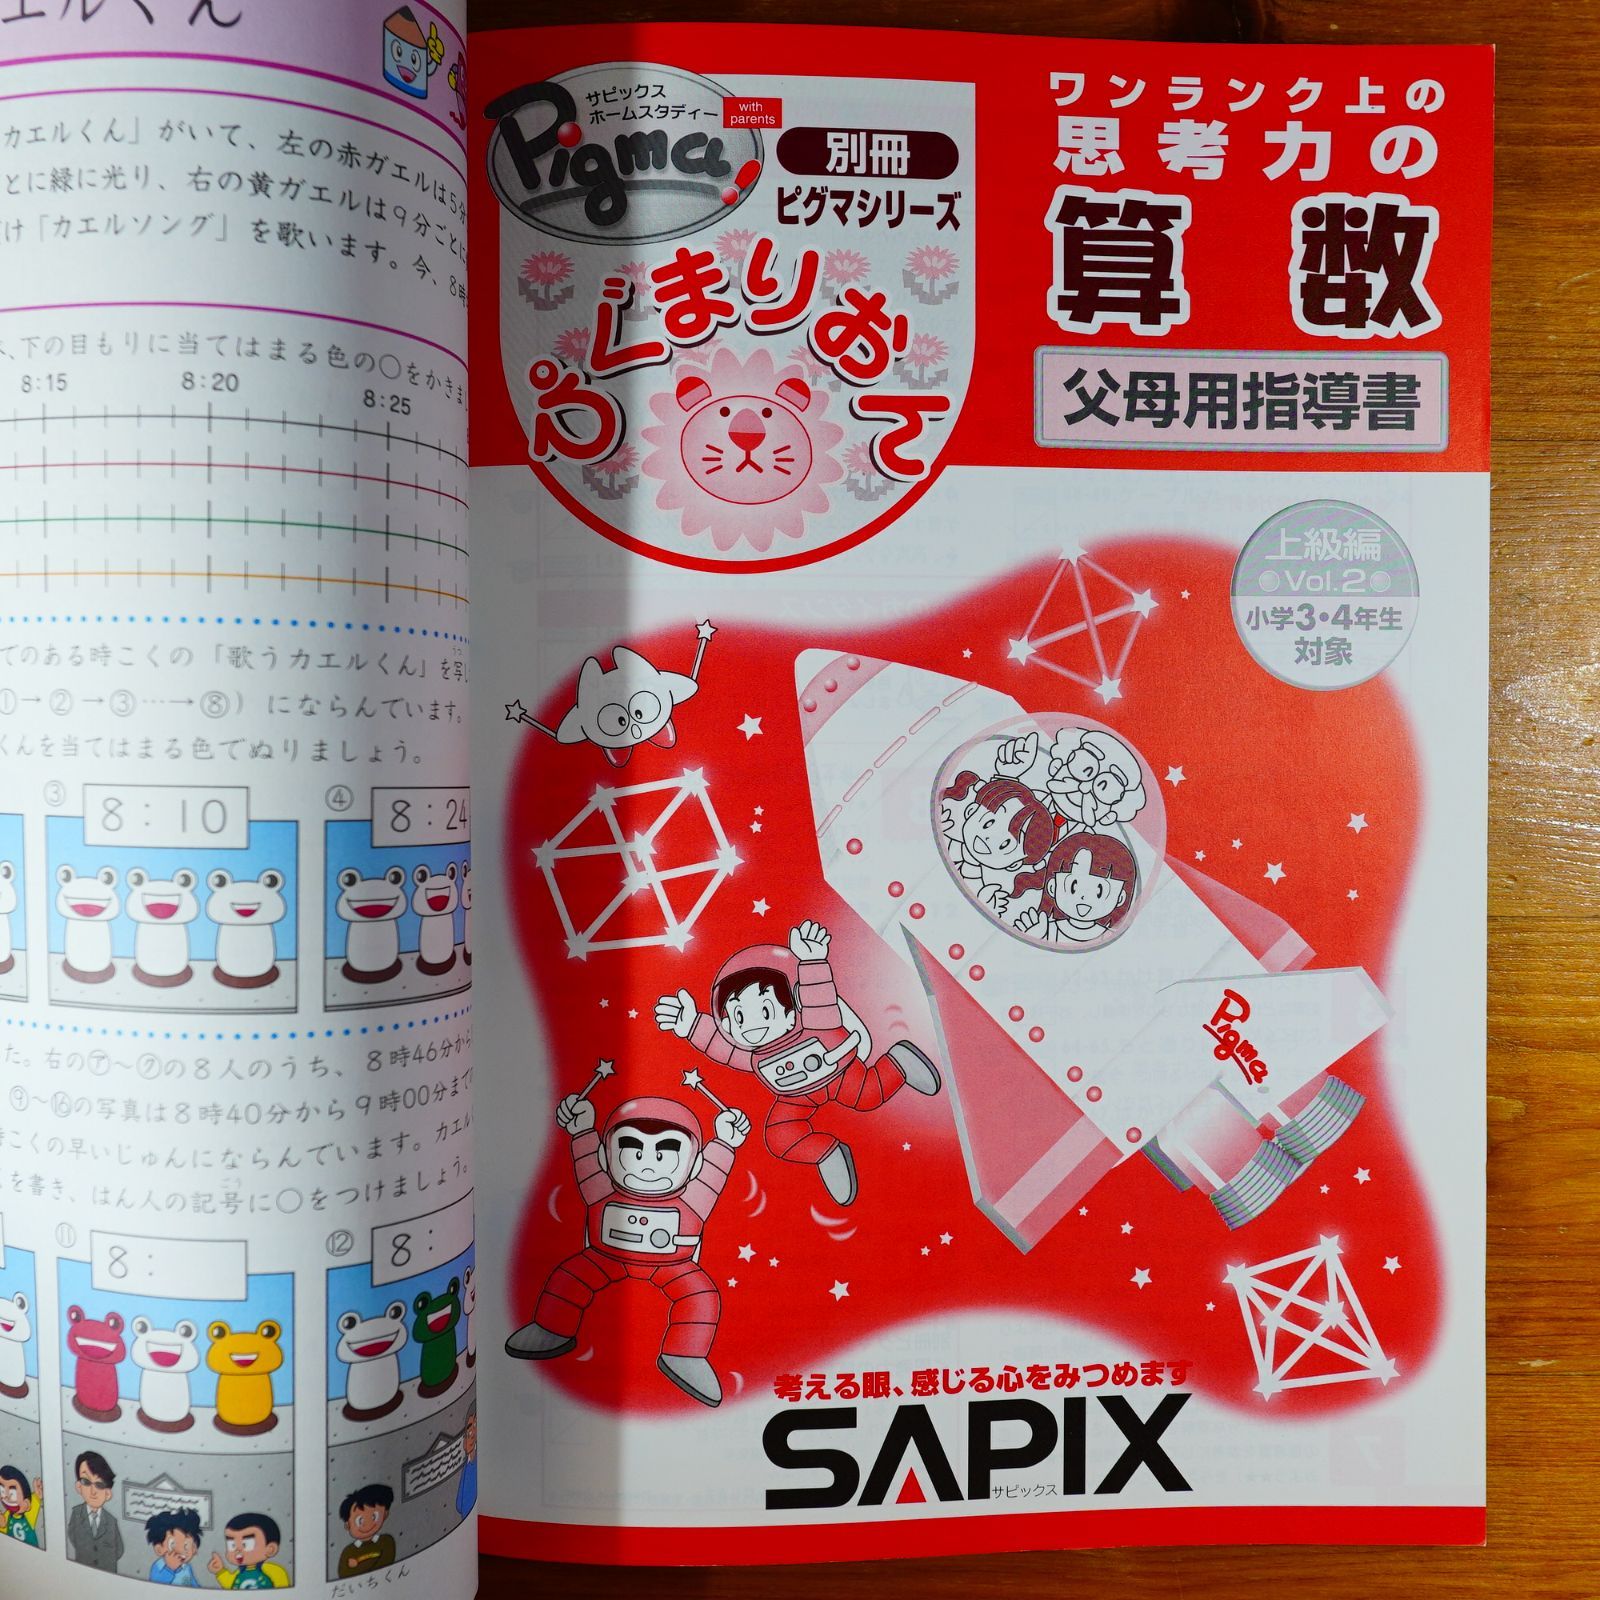 エルくん
カエルくん」がいて、左の赤ガエルは5分
とに緑に光り、右の黄ガエルは9分ごとに
け「カエルソング」を歌います。今、8時
、下の目もりに当てはまる色の○をかきま
8:15
8:20
8:25
てのある時こくの「歌うカエルくん」を写し
①→②→③…→⑧)にならんでいます。
くんを当てはまる色でぬりましょう。
③
8:10
④
8:24
た。右の㋐～㋗の8人のうち、8時46分から
⑨～⑯の写真は8時40分から9時00分まで
こくの早いじゅんにならんでいます。カエル
を書き、はん人の記号に○をつけましょう。
⑪
8:
⑫
8:
だいちくん
サピックス
ホームスタディー
with
parents
Pigma!
別冊
ピグマシリーズ
ぴぐまりおて
ワンランク上の
思考力の
算数
父母用指導書
上級編
Vol.2
小学3・4年生
対象
Pigma
考える眼、感じる心をみつめます
SAPIX
サピックス